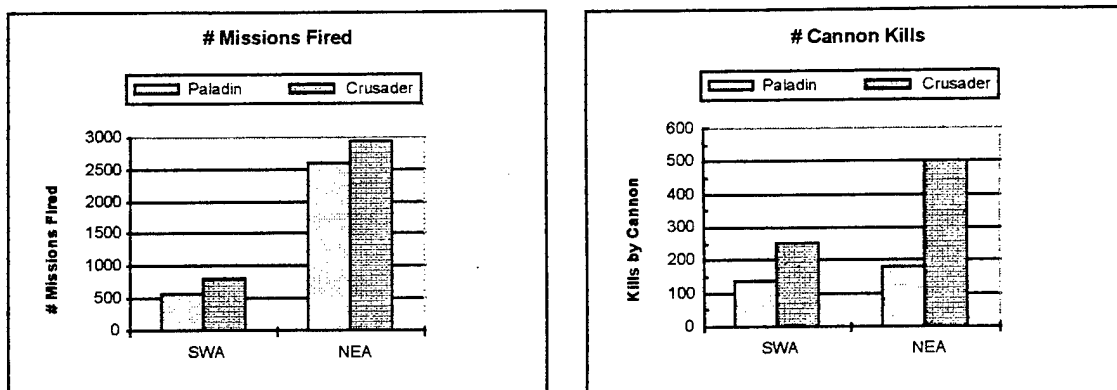 # Missions Fired
Paladin Crusader
3000
2500
2000
1500
1000
500
0
# Missions Fired
SWA NEA
# Cannon Kills
Paladin Crusader
600
500
400
300
200
100
0
Kills by Cannon
SWA NEA